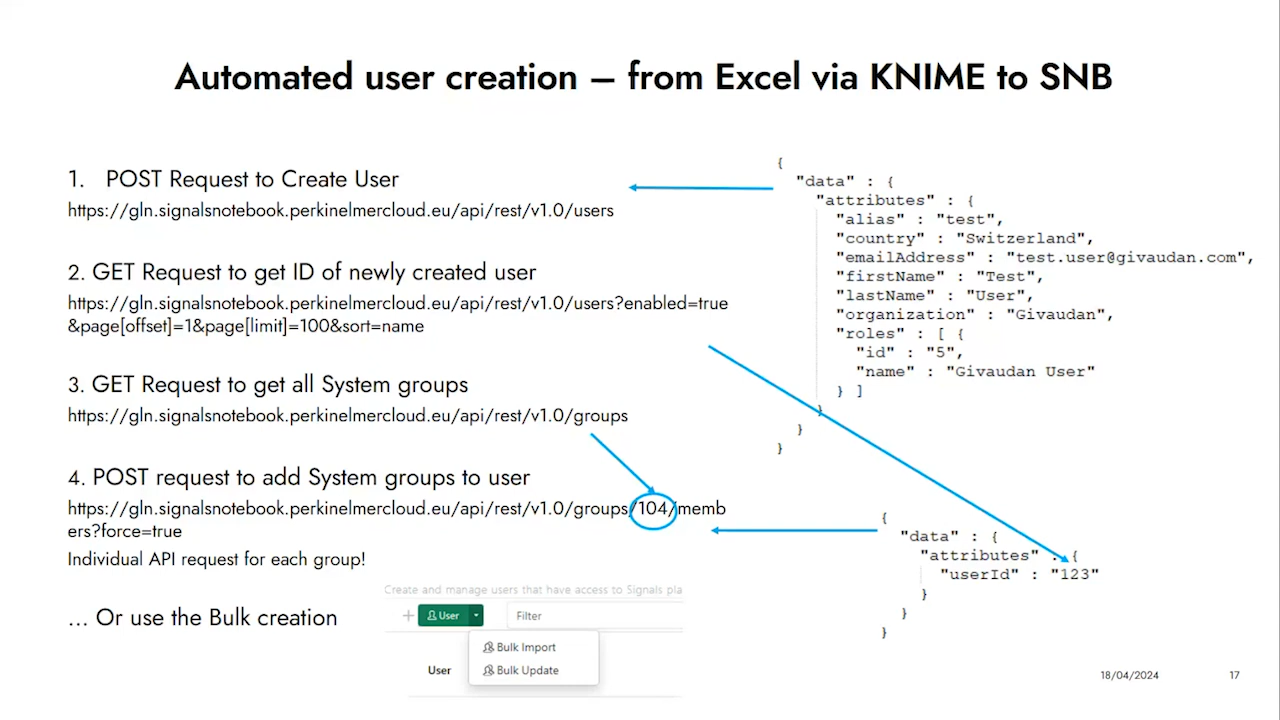 Automated user creation – from Excel via KNIME to SNB
1. POST Request to Create User
https://gln.signalsnotebook.perkinelmercloud.eu/api/rest/v1.0/users
2. GET Request to get ID of newly created user
https://gln.signalsnotebook.perkinelmercloud.eu/api/rest/v1.0/users?enabled=true
&page[offset]=1&page[limit]=100&sort=name
3. GET Request to get all System groups
https://gln.signalsnotebook.perkinelmercloud.eu/api/rest/v1.0/groups
4. POST request to add System groups to user
https://gln.signalsnotebook.perkinelmercloud.eu/api/rest/v1.0/groups/104/memb
ers?force=true
Individual API request for each group!
... Or use the Bulk creation
Create and manage users that have access to Signals pla
+ User Filter
Bulk Import
User
Bulk Update
{
"data" : {
"attributes" : {
"alias" : "test",
"country" : "Switzerland",
"emailAddress" : "test.user@givaudan.com",
"firstName" : "Test",
"lastName" : "User",
"organization" : "Givaudan",
"roles" : [ {
"id" : "5",
"name" : "Givaudan User"
} ]
}
}
}
{
"data" : {
"attributes" : {
"userId" : "123"
}
}
}
18/04/2024 17